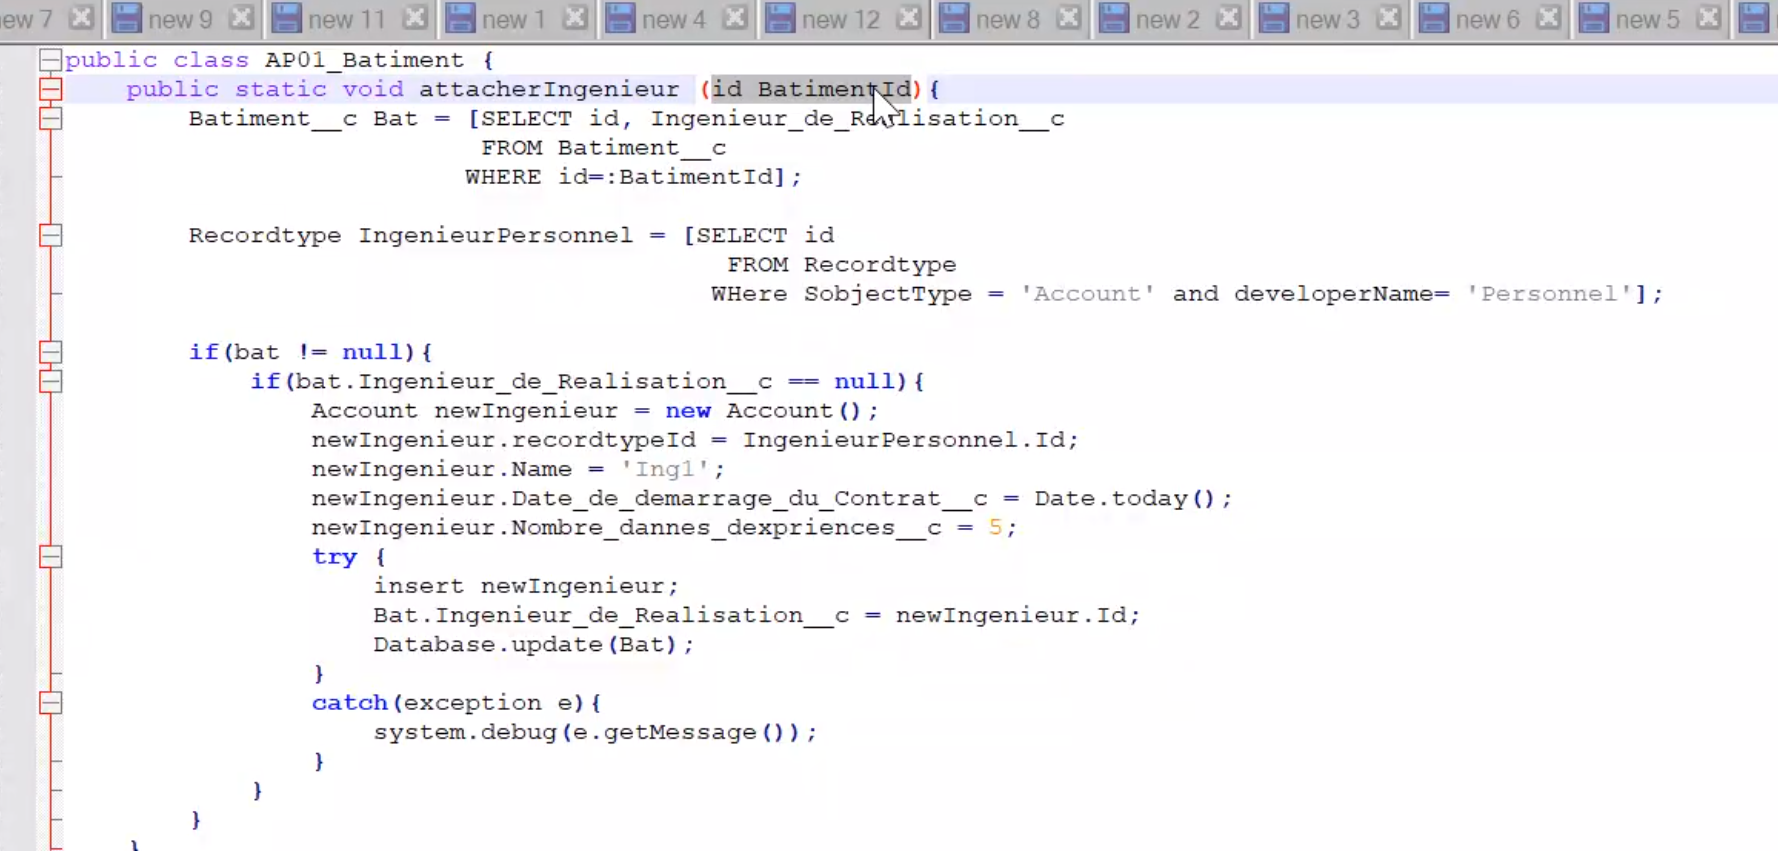 ew 7 new 9 new 11 new 1 new 4 new 12 new 8 new 2 new 3 new 6 new 5
public class AP01_Batiment {
public static void attacherIngenieur (id BatimentId){
Batiment__c Bat = [SELECT id, Ingenieur_de_Realisation__c
FROM Batiment__c
WHERE id=:BatimentId];
Recordtype IngenieurPersonnel = [SELECT id
FROM Recordtype
WHere SobjectType = 'Account' and developerName= 'Personnel'];
if(bat != null){
if(bat.Ingenieur_de_Realisation__c == null){
Account newIngenieur = new Account();
newIngenieur.recordtypeId = IngenieurPersonnel.Id;
newIngenieur.Name = 'Ing1';
newIngenieur.Date_de_demarrage_du_Contrat__c = Date.today();
newIngenieur.Nombre_dannes_dexpriences__c = 5;
try {
insert newIngenieur;
Bat.Ingenieur_de_Realisation__c = newIngenieur.Id;
Database.update(Bat);
}
catch(exception e){
system.debug(e.getMessage());
}
}
}
}